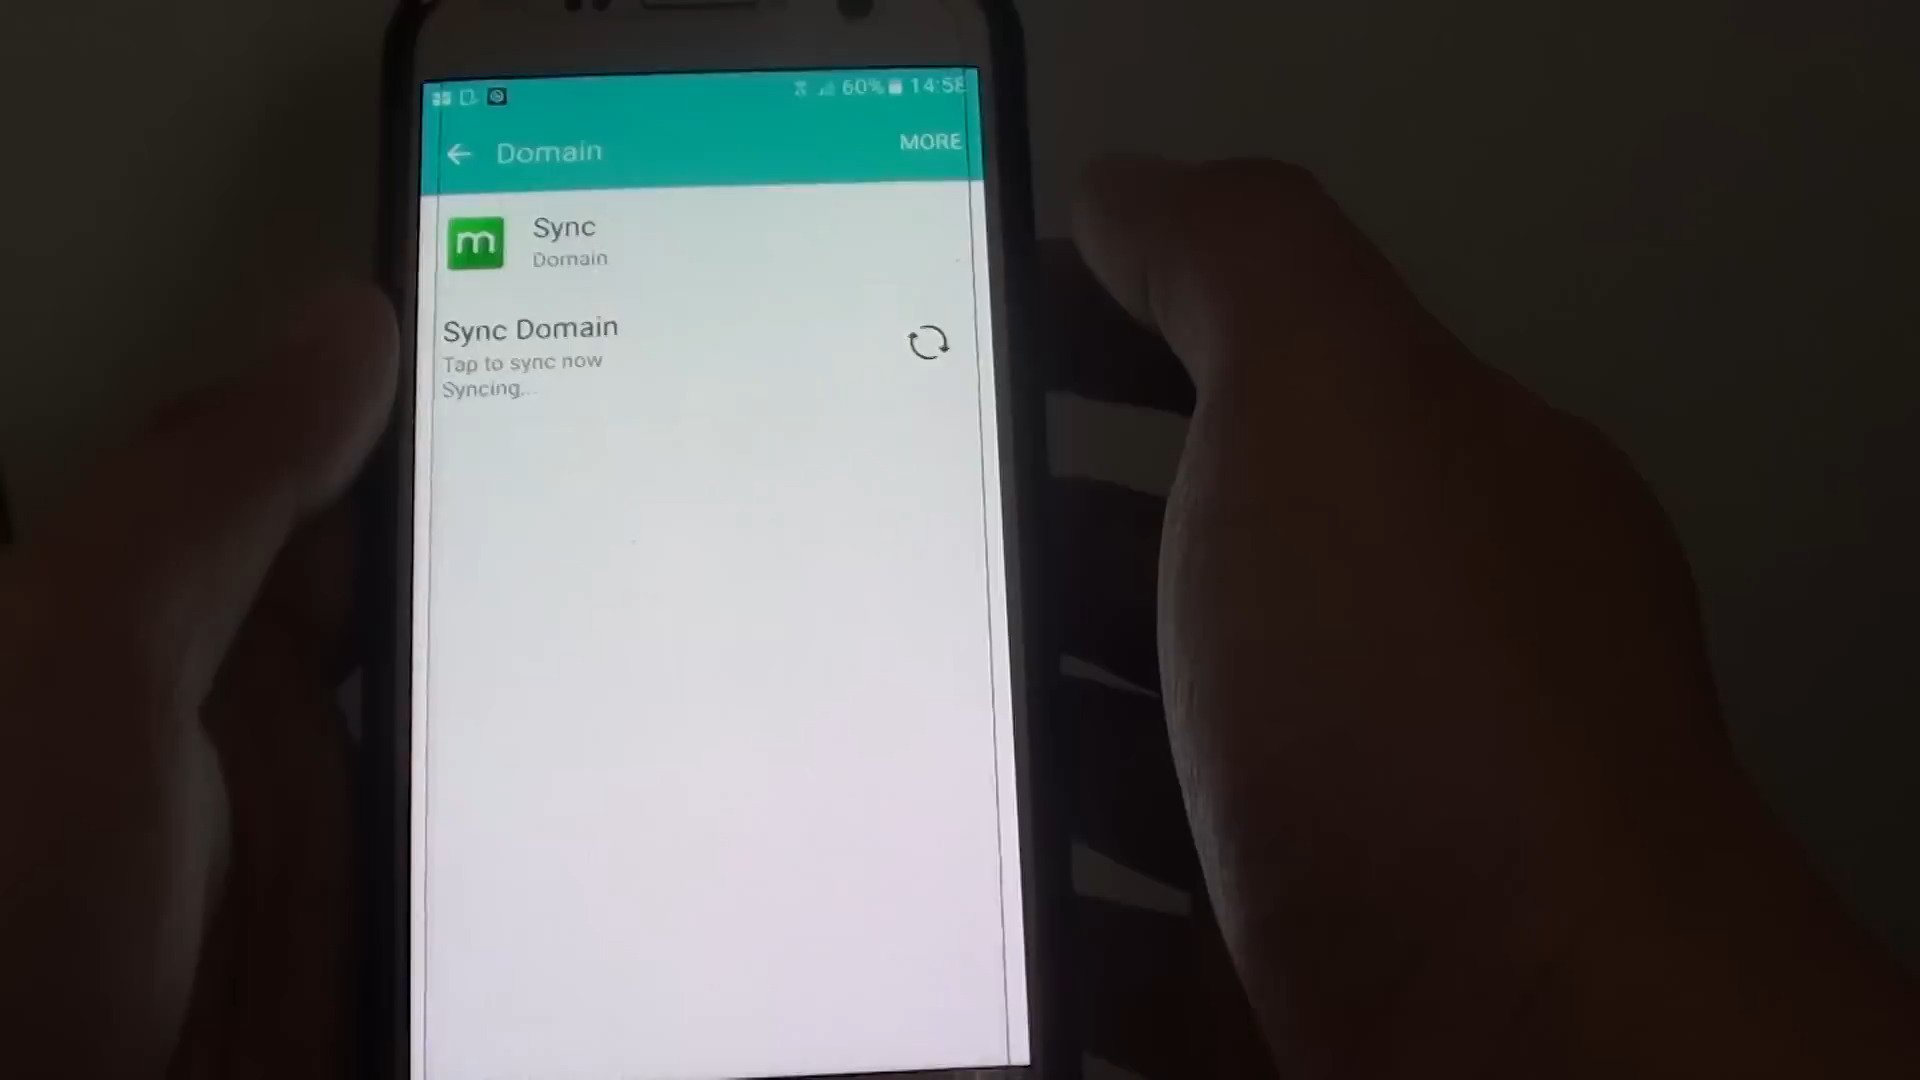 60% 14:58
Domain
MORE
m
Sync
Domain
Sync Domain
Tap to sync now
Syncing...